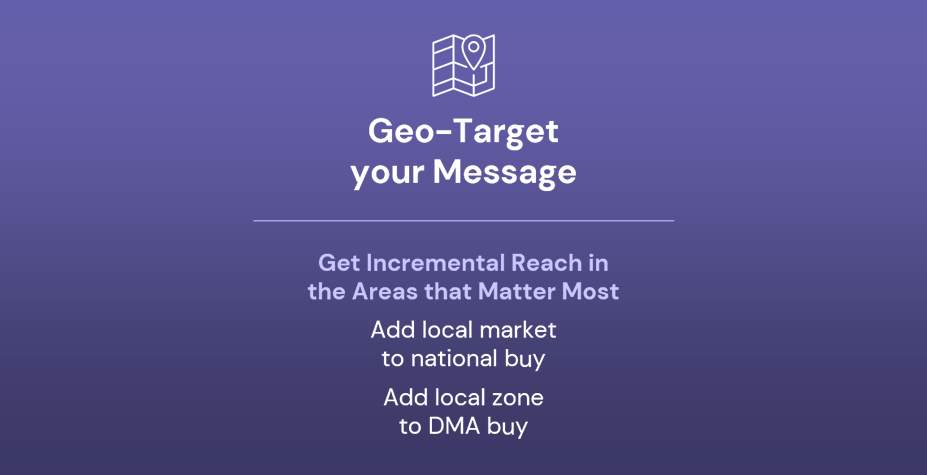 Geo-Target
your Message
Get Incremental Reach in
the Areas that Matter Most
Add local market
to national buy
Add local zone
to DMA buy